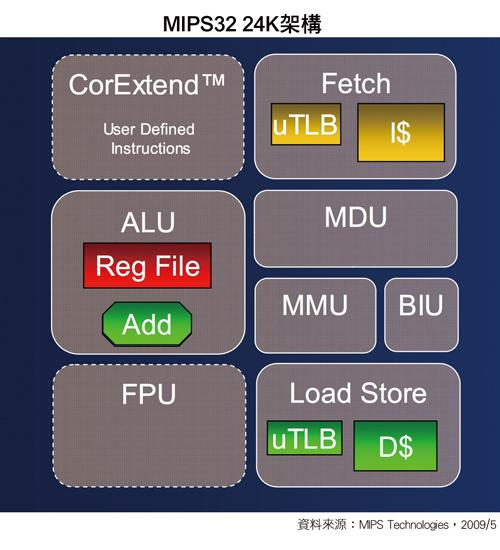 MIPS32 24K架構
CorExtend™
User Defined
Instructions
Fetch
uTLB
I$
ALU
Reg File
Add
MDU
MMU
BIU
FPU
Load Store
uTLB
D$
資料來源：MIPS Technologies，2009/5